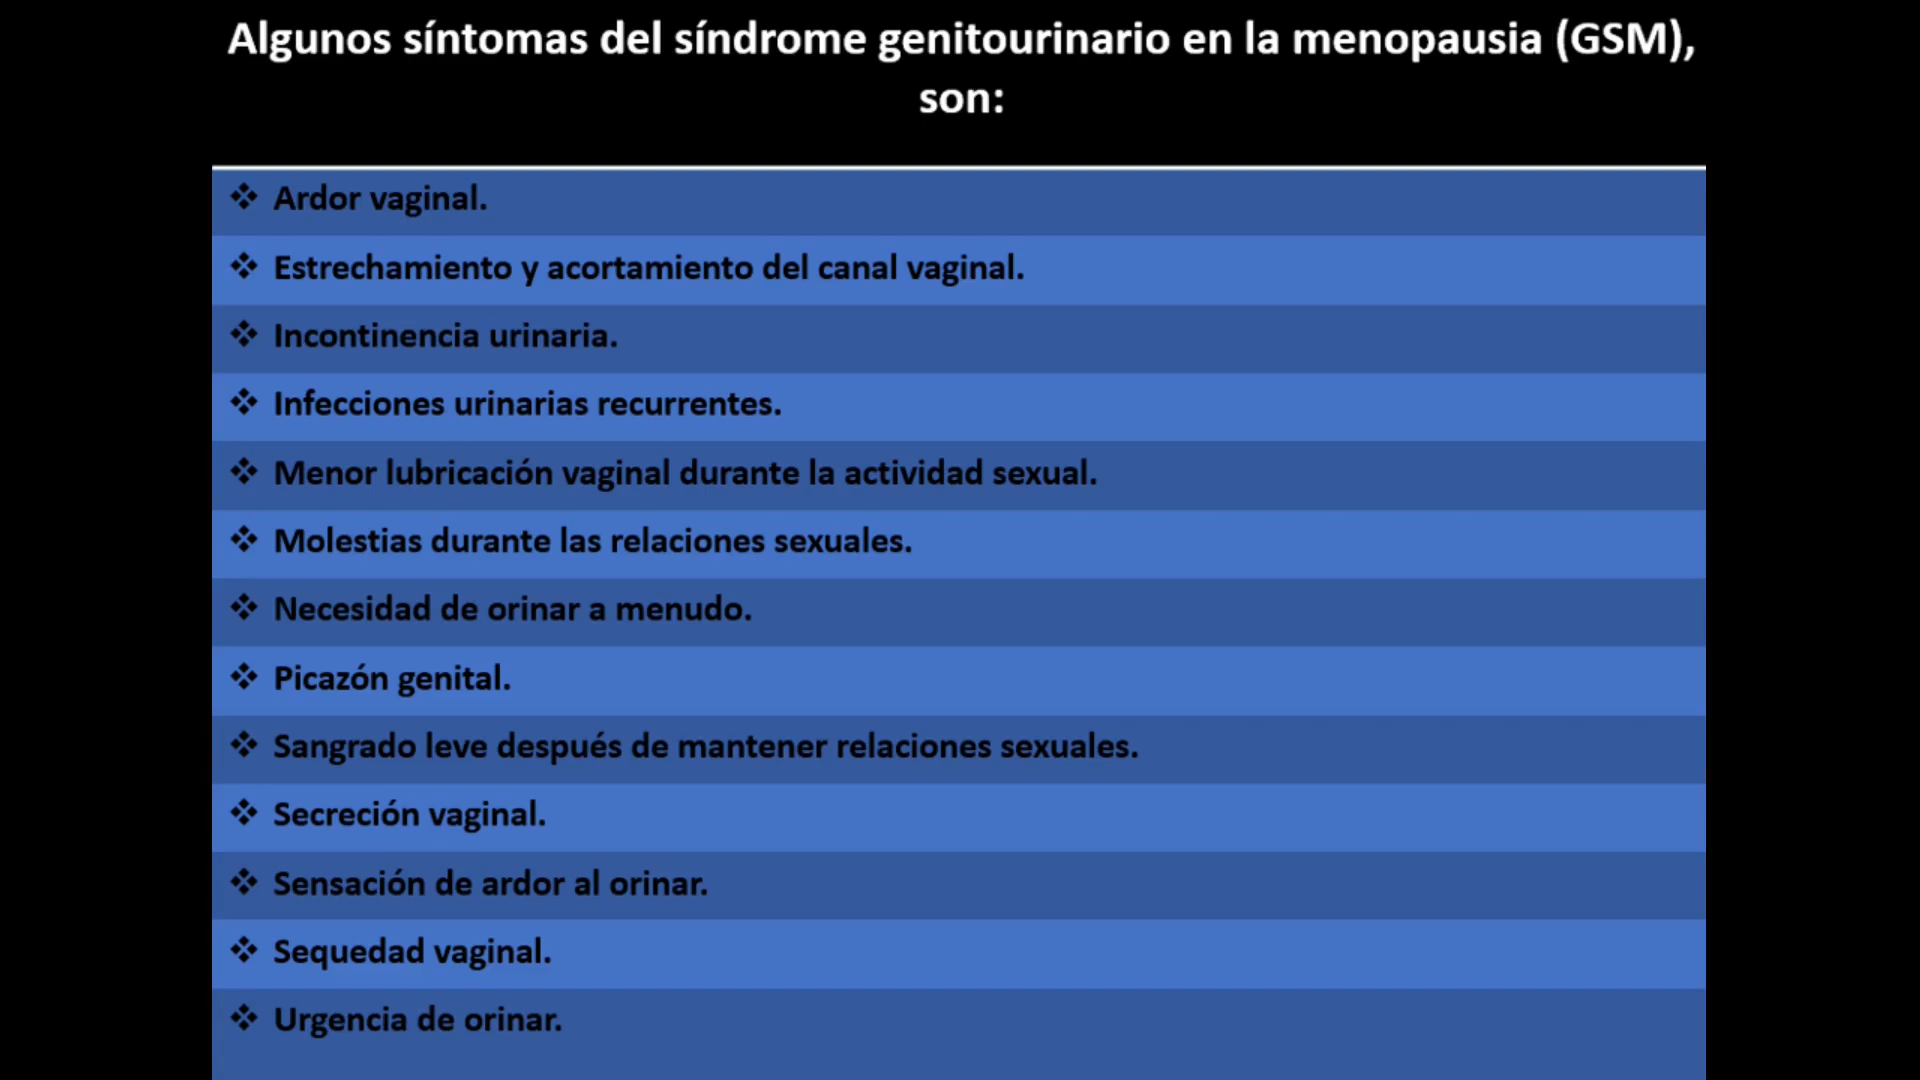 Algunos síntomas del síndrome genitourinario en la menopausia (GSM),
son:
❖ Ardor vaginal.
❖ Estrechamiento y acortamiento del canal vaginal.
❖ Incontinencia urinaria.
❖ Infecciones urinarias recurrentes.
❖ Menor lubricación vaginal durante la actividad sexual.
❖ Molestias durante las relaciones sexuales.
❖ Necesidad de orinar a menudo.
❖ Picazón genital.
❖ Sangrado leve después de mantener relaciones sexuales.
❖ Secreción vaginal.
❖ Sensación de ardor al orinar.
❖ Sequedad vaginal.
❖ Urgencia de orinar.